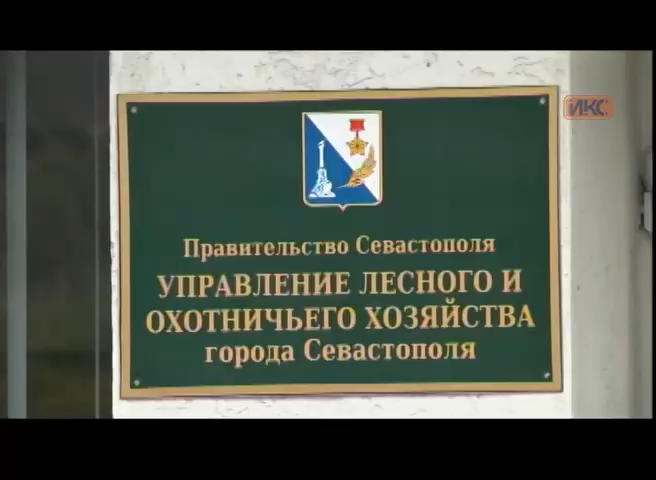 ИКС
Правительство Севастополя
УПРАВЛЕНИЕ ЛЕСНОГО И
ОХОТНИЧЬЕГО ХОЗЯЙСТВА
города Севастополя